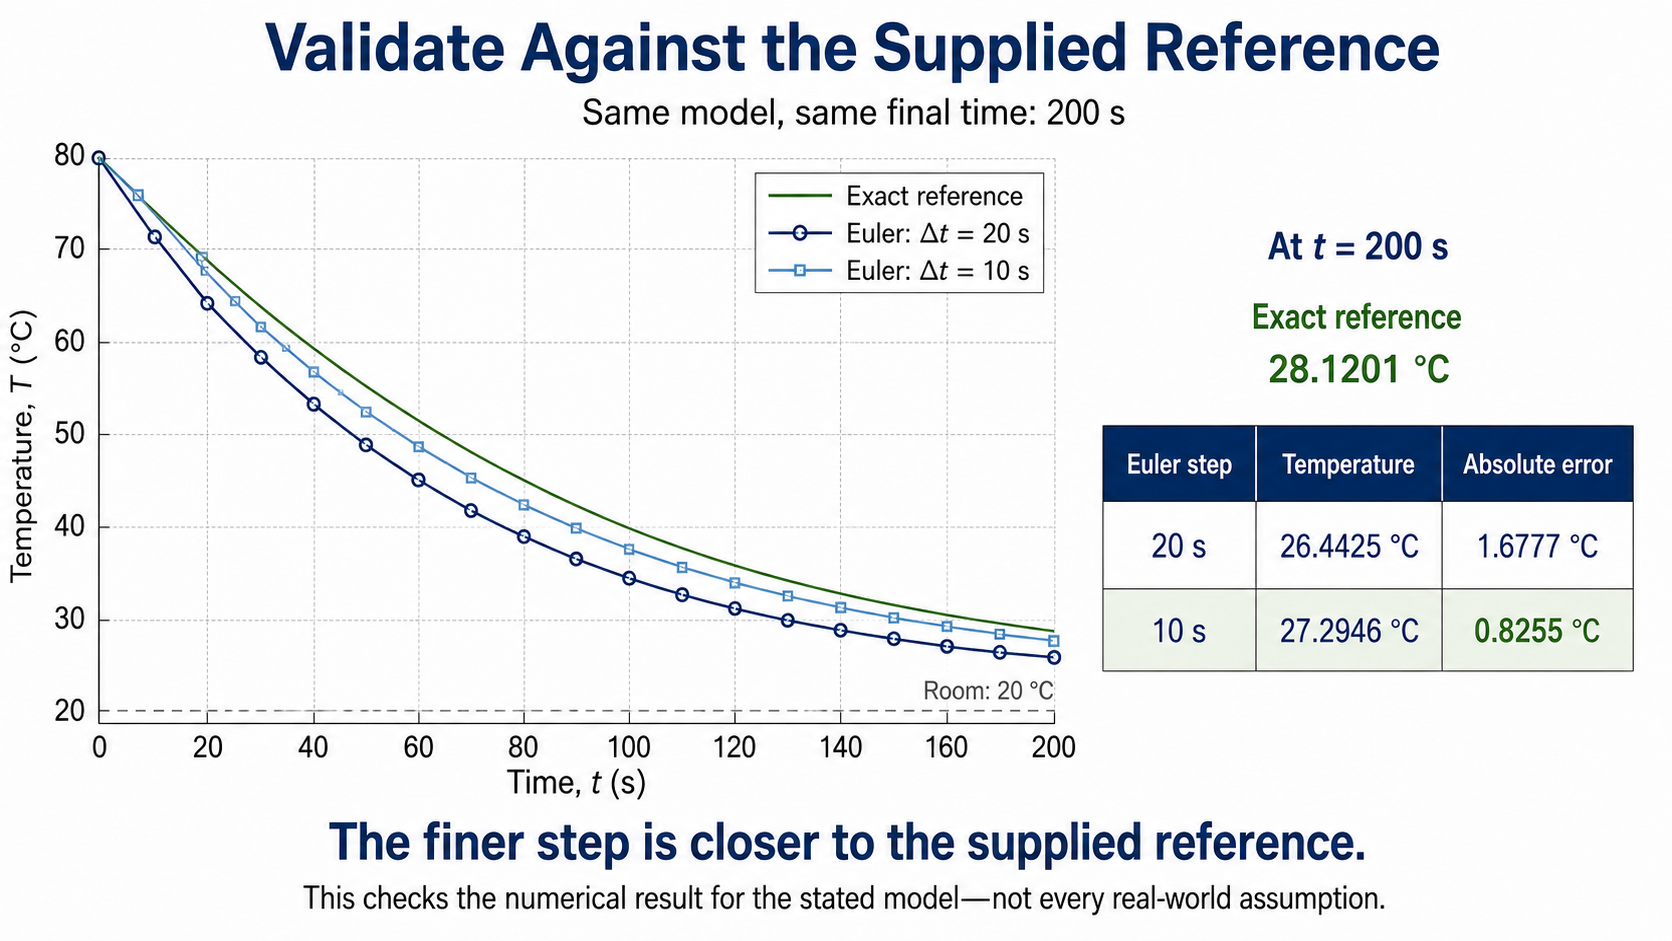 Validate Against the Supplied Reference
Same model, same final time: 200 s
80
70
60
50
40
30
20
Temperature, T (°C)
0 20 40 60 80 100 120 140 160 200
Time, t (s)
Exact reference
Euler: Δt = 20 s
Euler: Δt = 10 s
Room: 20 °C
At t = 200 s
Exact reference
28.1201 °C
Euler step Temperature Absolute error
20 s 26.4425 °C 1.6777 °C
10 s 27.2946 °C 0.8255 °C
The finer step is closer to the supplied reference.
This checks the numerical result for the stated model—not every real-world assumption.